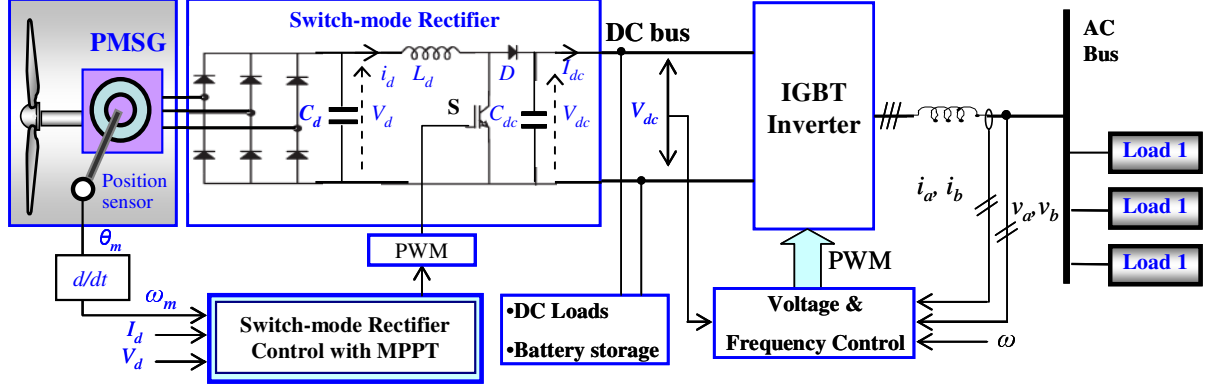 Switch-mode Rectifier
PMSG
DC bus
AC
Bus
i_d
L_d
D
I_dc
C_d
V_d
S
C_dc
V_dc
V_dc
IGBT
Inverter
Load 1
Load 1
Load 1
Position
sensor
i_a, i_b
v_a, v_b
θ_m
PWM
PWM
d/dt
ω_m
I_d
V_d
Switch-mode Rectifier
Control with MPPT
•DC Loads
•Battery storage
Voltage &
Frequency Control
ω